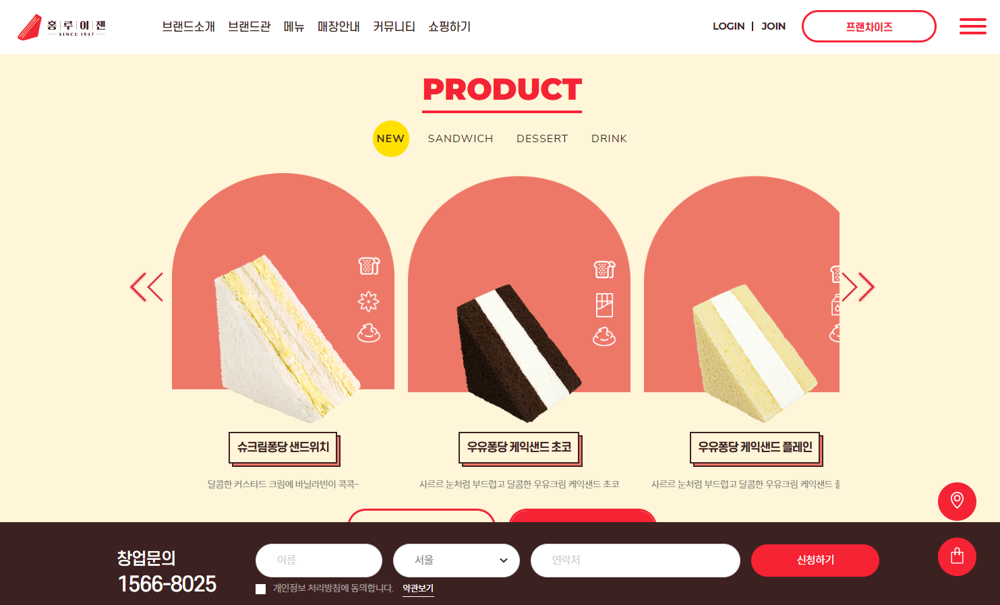 홍루이젠
SINCE 1947
브랜드소개 브랜드관 메뉴 매장안내 커뮤니티 쇼핑하기
LOGIN | JOIN
프랜차이즈
PRODUCT
NEW SANDWICH DESSERT DRINK
슈크림퐁당 샌드위치
우유퐁당 케익샌드 초코
우유퐁당 케익샌드 플레인
달콤한 커스타드 크림에 바닐라빈이 콕콕~
사르르 눈처럼 부드럽고 달콤한 우유크림 케익샌드 초코
사르르 눈처럼 부드럽고 달콤한 우유크림 케익샌드
창업문의
1566-8025
이름
서울
연락처
신청하기
개인정보 처리방침에 동의합니다. 약관보기